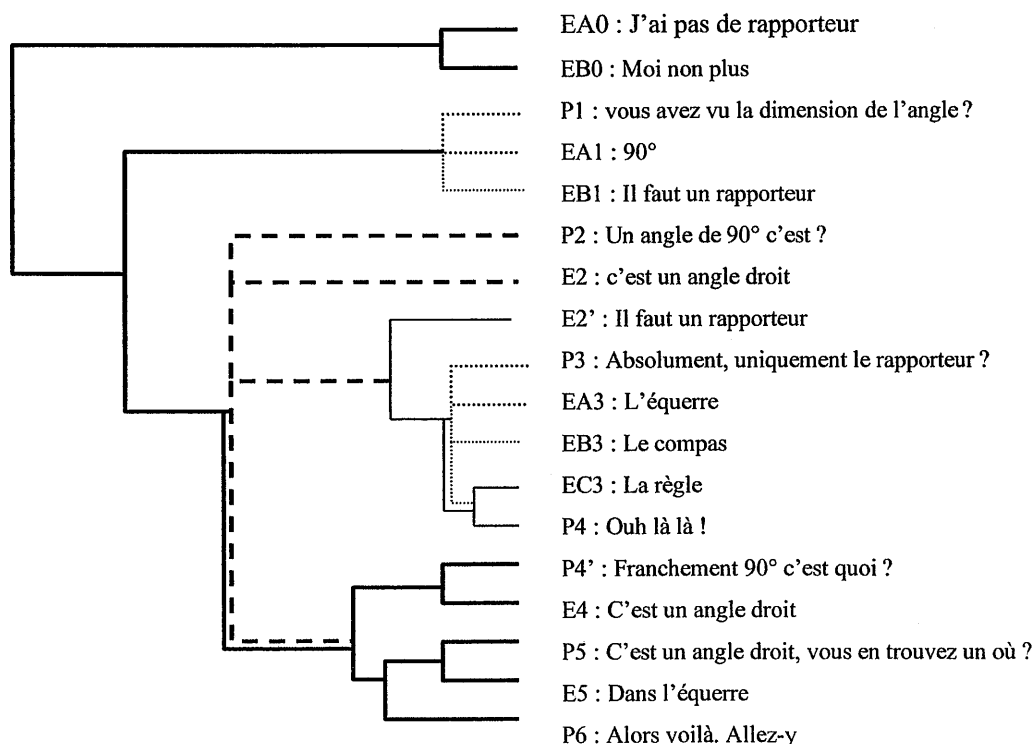 EA0 : J'ai pas de rapporteur
EB0 : Moi non plus
P1 : vous avez vu la dimension de l'angle ?
EA1 : 90°
EB1 : Il faut un rapporteur
P2 : Un angle de 90° c'est ?
E2 : c'est un angle droit
E2' : Il faut un rapporteur
P3 : Absolument, uniquement le rapporteur ?
EA3 : L'équerre
EB3 : Le compas
EC3 : La règle
P4 : Ouh là là !
P4' : Franchement 90° c'est quoi ?
E4 : C'est un angle droit
P5 : C'est un angle droit, vous en trouvez un où ?
E5 : Dans l'équerre
P6 : Alors voilà. Allez-y